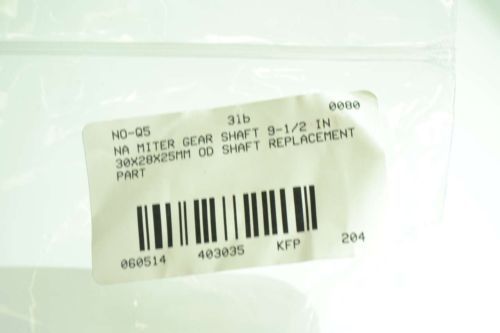 NO-Q5 3lb 0080
NA MITER GEAR SHAFT 9-1/2 IN
30X28X25MM OD SHAFT REPLACEMENT
PART
060514 403035 KFP 204